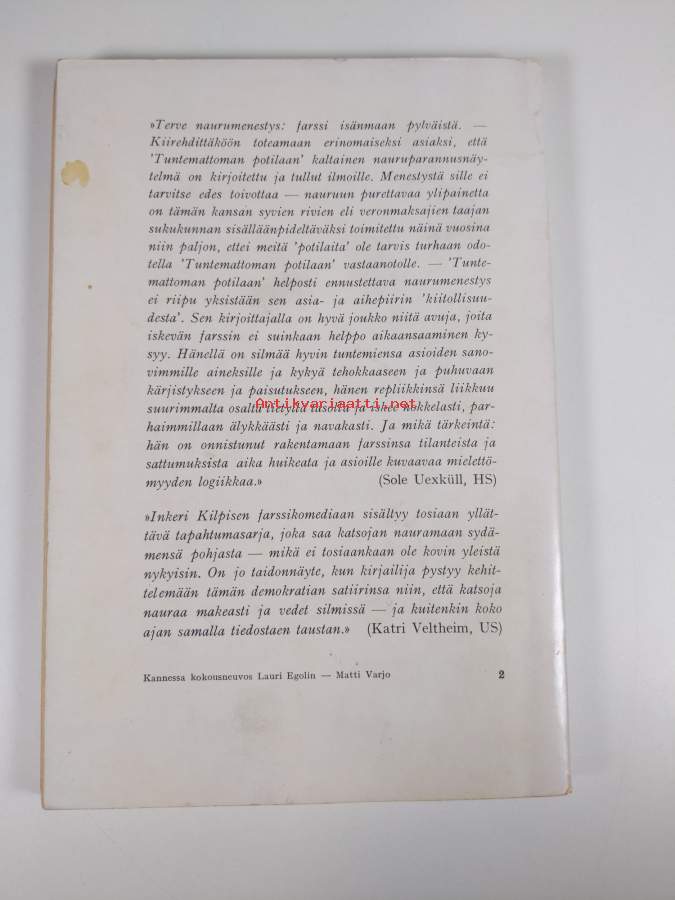 »Terve naurumenestys: farssi isänmaan pylväistä. —
Kiirehdittäköön toteamaan erinomaiseksi asiaksi, että
'Tuntemattoman potilaan' kaltainen nauruparannusnäy-
telmä on kirjoitettu ja tullut ilmoille. Menestystä sille ei
tarvitse edes toivottaa — nauruun purettavaa ylipainetta
on tämän kansan syvien rivien eli veronmaksajien taajan
sukukunnan sisälläänpideltäväksi toimitettu näinä vuosina
niin paljon, ettei meitä 'potilaita' ole tarvis turhaan odo-
tella 'Tuntemattoman potilaan' vastaanotolle. — 'Tunte-
mattoman potilaan' helposti ennustettava naurumenestys
ei riipu yksistään sen asia- ja aihepiirin 'kiitollisuu-
desta'. Sen kirjoittajalla on hyvä joukko niitä avuja, joita
iskevän farssin ei suinkaan helppo aikaansaaminen ky-
syy. Hänellä on silmää hyvin tuntemiensa asioiden sano-
vimmille aineksille ja kykyä tehokkaaseen ja puhuvaan
kärjistykseen ja paisutukseen, hänen repliikkinsä liikkuu
suurimmalta osalta tietyllä tasolla ja iskee nokkelasti, par-
Antikvariaatti.net
haimmillaan älykkäästi ja navakasti. Ja mikä tärkeintä:
hän on onnistunut rakentamaan farssinsa tilanteista ja
sattumuksista aika huikeata ja asioille kuvaavaa mielettö-
myyden logiikkaa.» (Sole Uexküll, HS)
»Inkeri Kilpisen farssikomediaan sisältyy tosiaan yllät-
tävä tapahtumasarja, joka saa katsojan nauramaan sydä-
mensä pohjasta — mikä ei tosiaankaan ole kovin yleistä
nykyisin. On jo taidonnäyte, kun kirjailija pystyy kehit-
telemään tämän demokratian satiirinsa niin, että katsoja
nauraa makeasti ja vedet silmissä — ja kuitenkin koko
ajan samalla tiedostaen taustan.» (Katri Veltheim, US)
Kannessa kokousneuvos Lauri Egolin — Matti Varjo 2